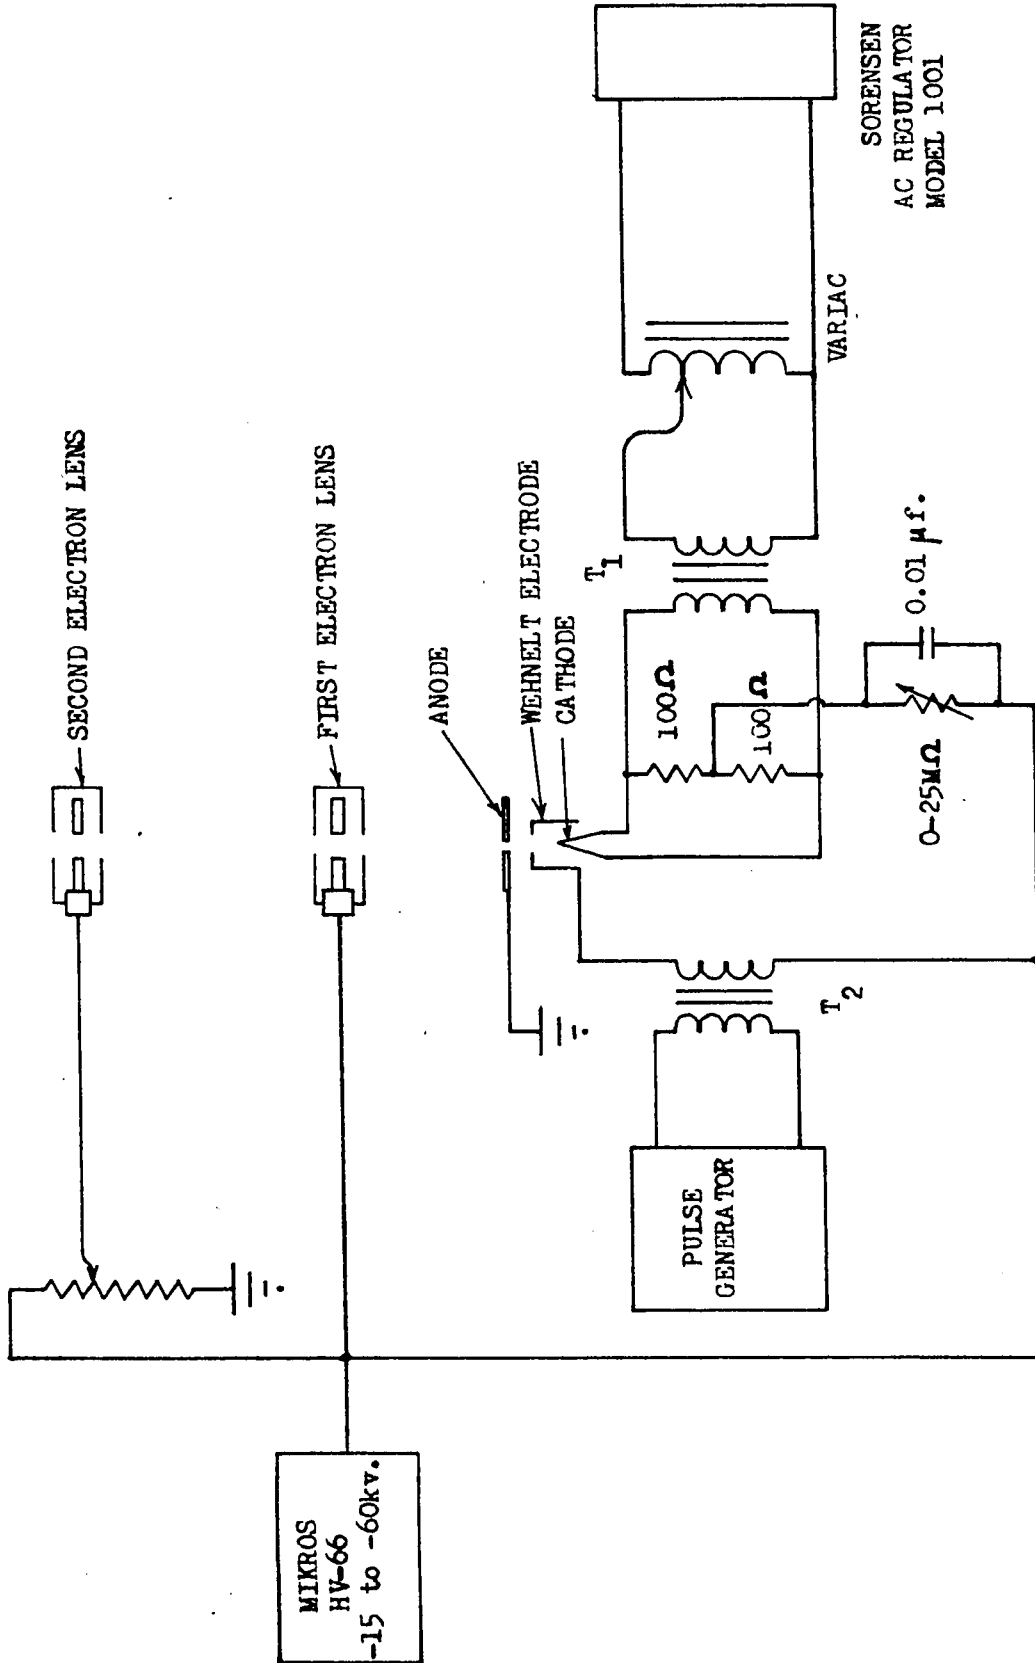 SECOND ELECTRON LENS
FIRST ELECTRON LENS
ANODE
WEHNELT ELECTRODE
CATHODE
MIKROS
HV-66
-15 to -60kv.
PULSE
GENERATOR
T2
T1
100Ω
100Ω
0-25MΩ
0.01 µf.
VARIAC
SORENSEN
AC REGULATOR
MODEL 1001